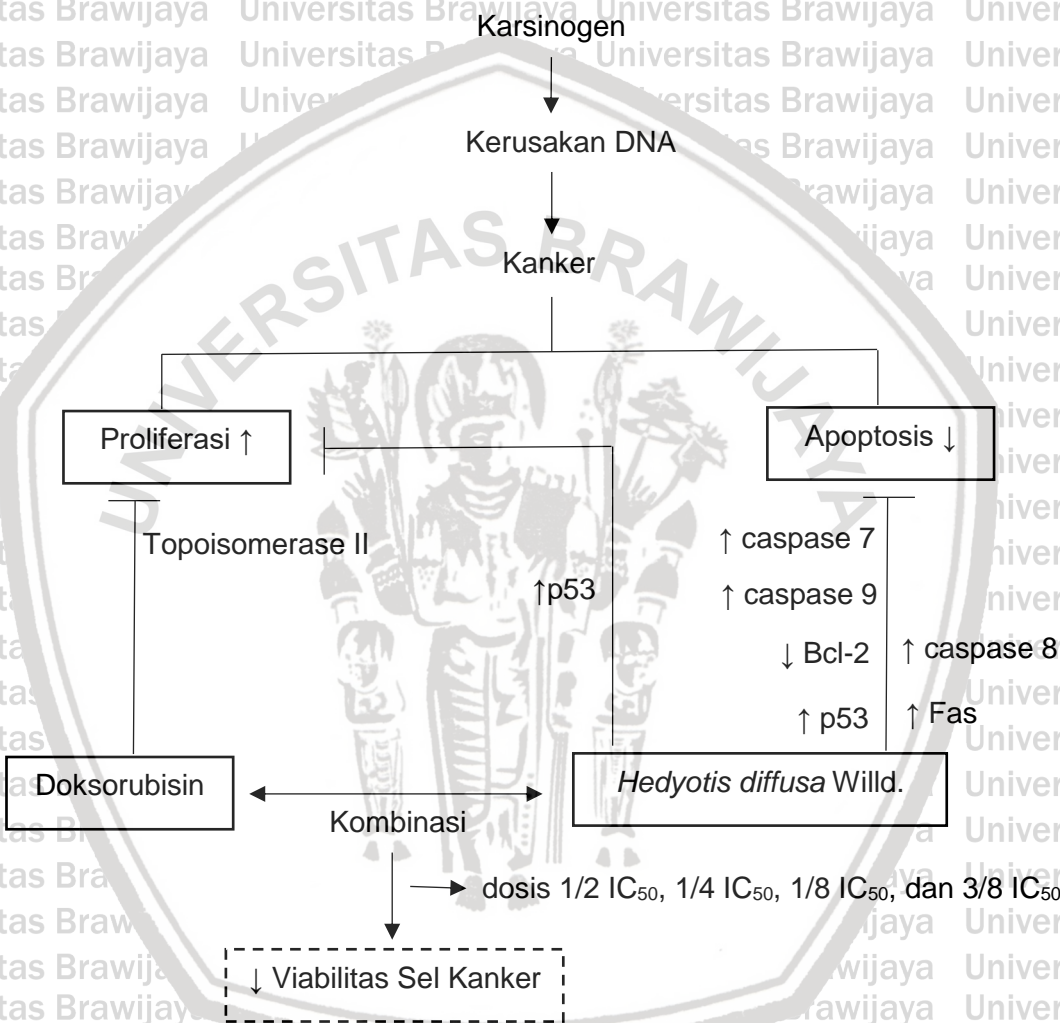 Karsinogen
Kerusakan DNA
Kanker
Proliferasi ↑
Apoptosis ↓
Topoisomerase II
↑p53
↑ caspase 7
↑ caspase 9
↓ Bcl-2
↑ caspase 8
↑ p53
↑ Fas
Doksorubisin
Hedyotis diffusa Willd.
Kombinasi
dosis 1/2 IC₅₀, 1/4 IC₅₀, 1/8 IC₅₀, dan 3/8 IC₅₀
↓ Viabilitas Sel Kanker
UNIVERSITAS BRAWIJAYA